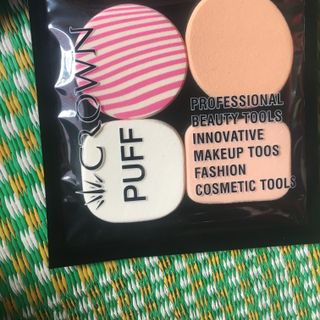 CROWN
PUFF
PROFESSIONAL
BEAUTY TOOLS
INNOVATIVE
MAKEUP TOOS
FASHION
COSMETIC TOOLS